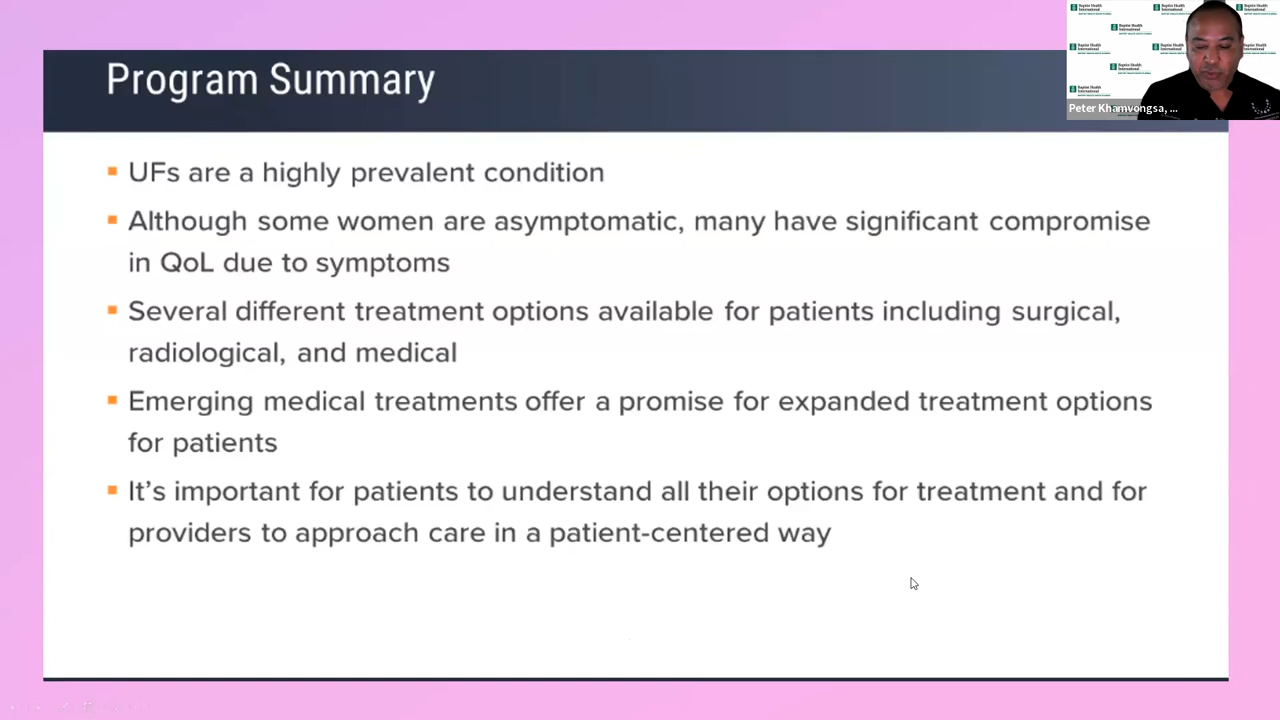 Program Summary
UFs are a highly prevalent condition
Although some women are asymptomatic, many have significant compromise
in QoL due to symptoms
Several different treatment options available for patients including surgical,
radiological, and medical
Emerging medical treatments offer a promise for expanded treatment options
for patients
It's important for patients to understand all their options for treatment and for
providers to approach care in a patient-centered way
Baptist Health
International
Peter Khamvongsa, ...